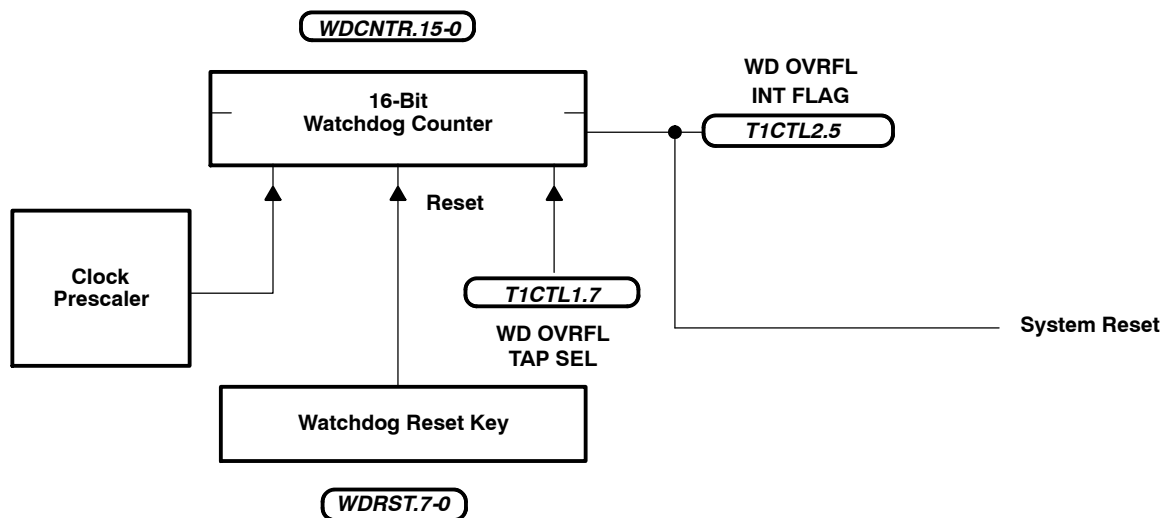 WDCNTR.15-0
16-Bit
Watchdog Counter
WD OVRFL
INT FLAG
T1CTL2.5
Reset
Clock
Prescaler
T1CTL1.7
WD OVRFL
TAP SEL
System Reset
Watchdog Reset Key
WDRST.7-0